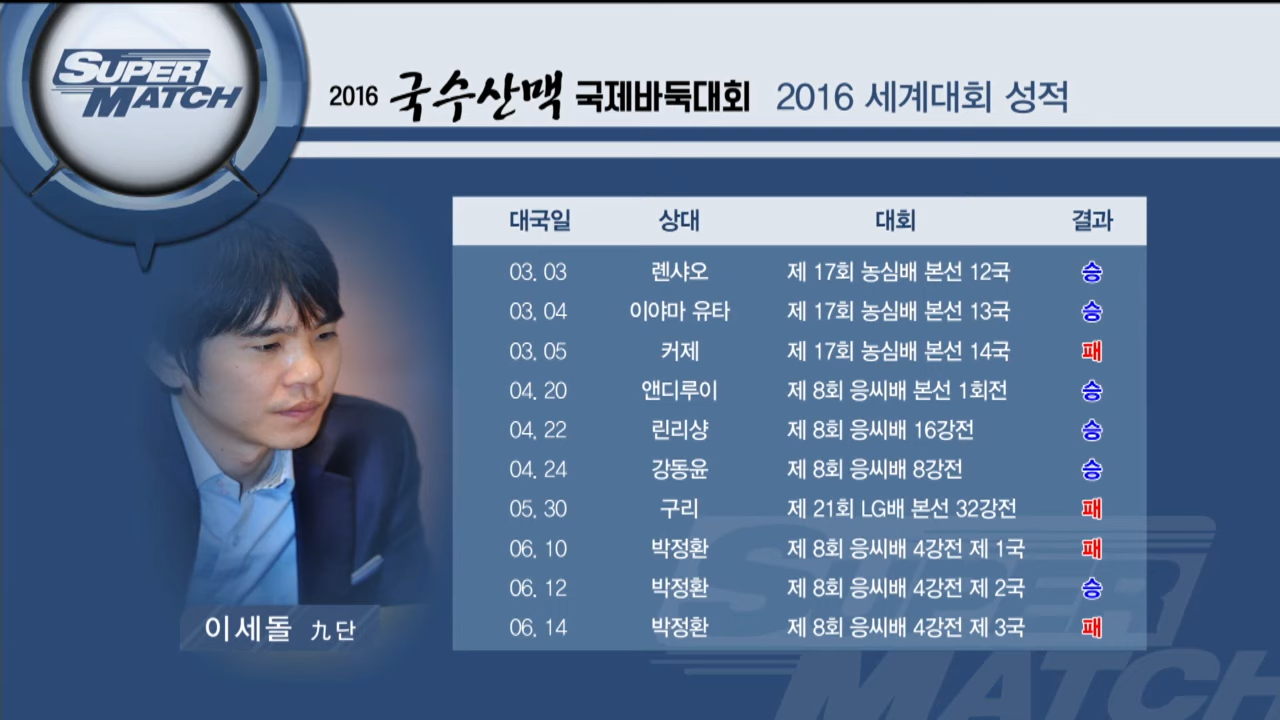 SUPER
MATCH
2016 국수산맥 국제바둑대회 2016 세계대회 성적
대국일 상대 대회 결과
03. 03 롄샤오 제 17회 농심배 본선 12국 승
03. 04 이야마 유타 제 17회 농심배 본선 13국 승
03. 05 커제 제 17회 농심배 본선 14국 패
04. 20 앤디루이 제 8회 응씨배 본선 1회전 승
04. 22 린리샹 제 8회 응씨배 16강전 승
04. 24 강동윤 제 8회 응씨배 8강전 승
05. 30 구리 제 21회 LG배 본선 32강전 패
06. 10 박정환 제 8회 응씨배 4강전 제 1국 패
06. 12 박정환 제 8회 응씨배 4강전 제 2국 승
06. 14 박정환 제 8회 응씨배 4강전 제 3국 패
이세돌 九단
SUPER
MATCH